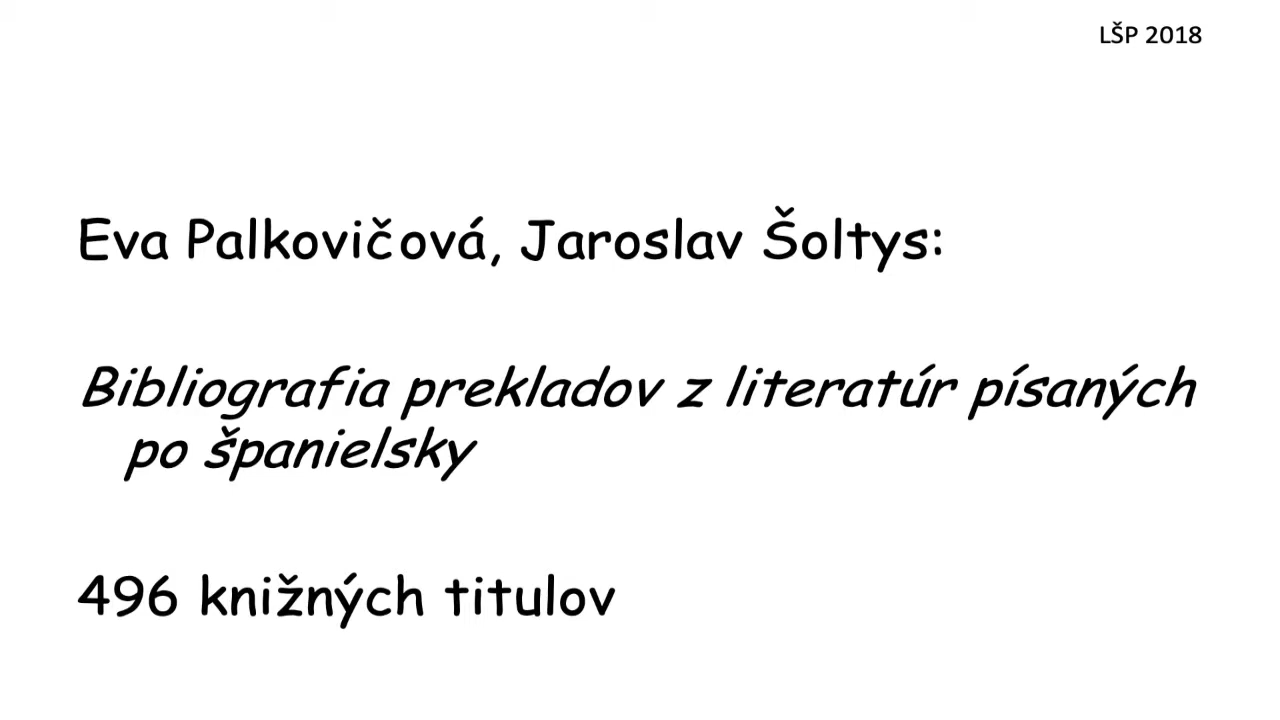 LŠP 2018
Eva Palkovičová, Jaroslav Šoltys:
Bibliografia prekladov z literatúr písaných
po španielsky
496 knižných titulov